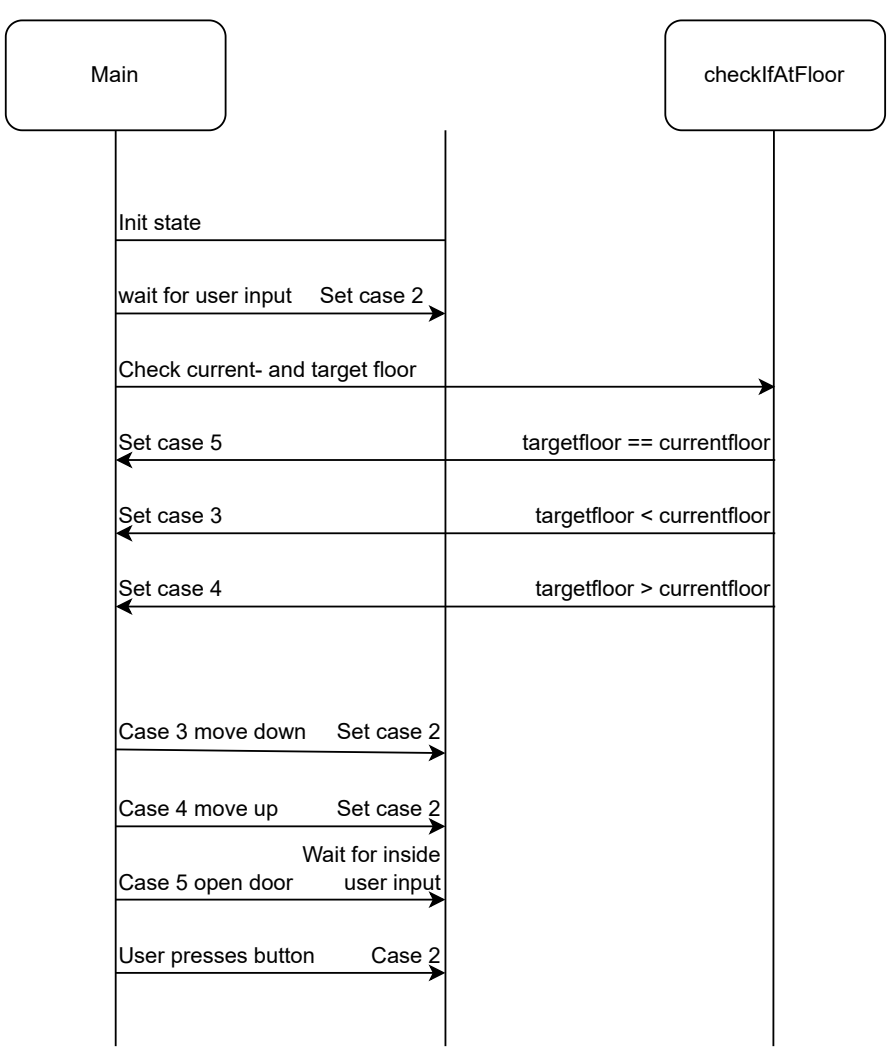 Main
checkIfAtFloor
Init state
wait for user input Set case 2
Check current- and target floor
Set case 5 targetfloor == currentfloor
Set case 3 targetfloor < currentfloor
Set case 4 targetfloor > currentfloor
Case 3 move down Set case 2
Case 4 move up Set case 2
Wait for inside
Case 5 open door user input
User presses button Case 2